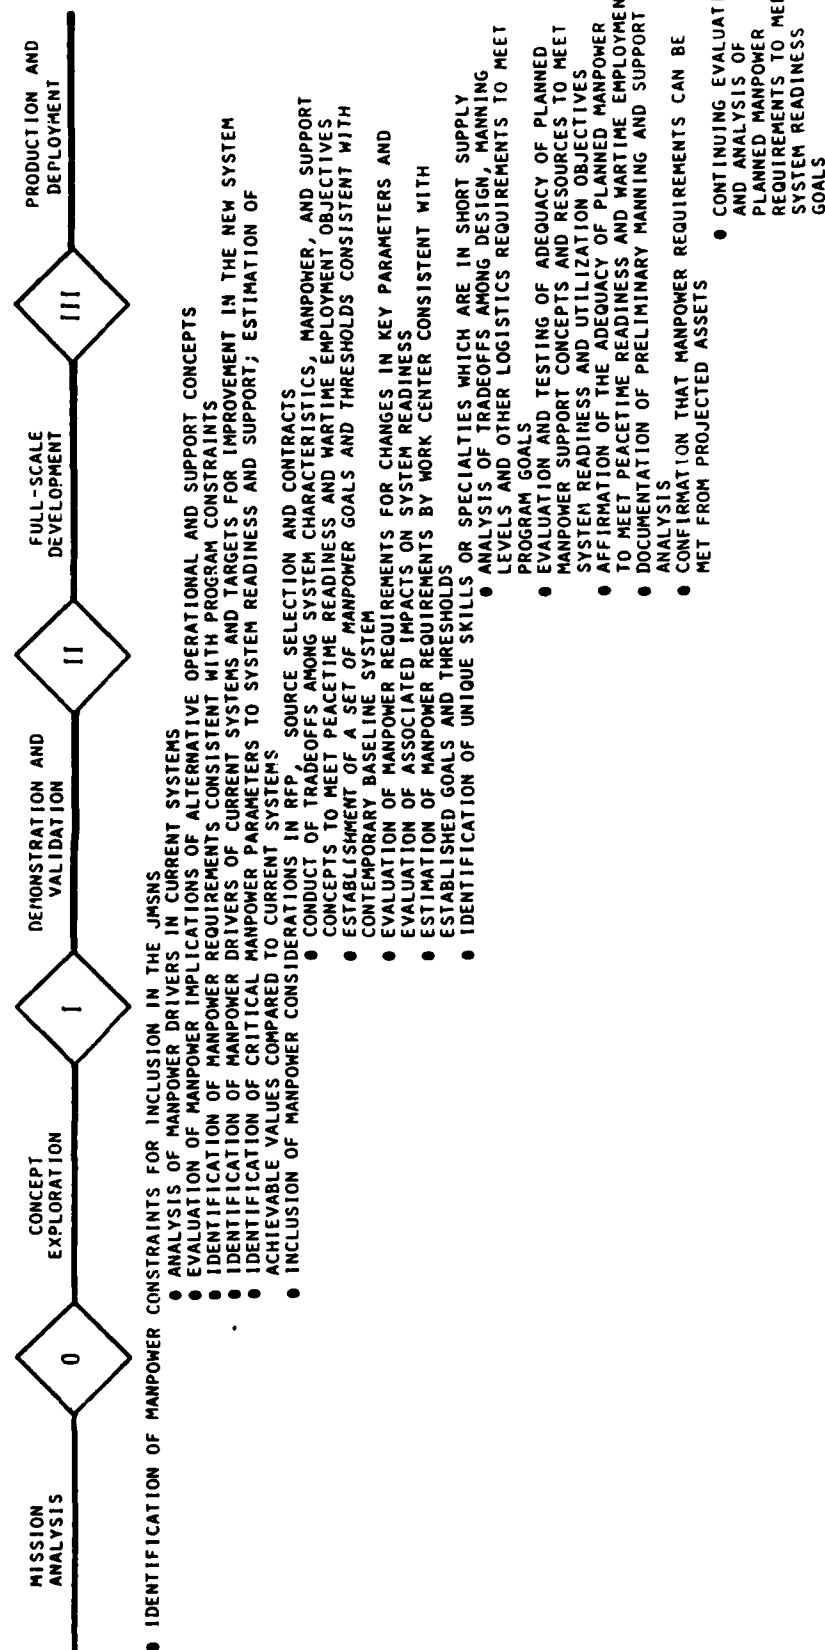 MISSION
ANALYSIS
0
CONCEPT
EXPLORATION
I
DEMONSTRATION AND
VALIDATION
II
FULL-SCALE
DEVELOPMENT
III
PRODUCTION AND
DEPLOYMENT
● IDENTIFICATION OF MANPOWER CONSTRAINTS FOR INCLUSION IN THE JMSNS
● ANALYSIS OF MANPOWER DRIVERS IN CURRENT SYSTEMS
● EVALUATION OF MANPOWER IMPLICATIONS OF ALTERNATIVE OPERATIONAL AND SUPPORT CONCEPTS
● IDENTIFICATION OF MANPOWER REQUIREMENTS CONSISTENT WITH PROGRAM CONSTRAINTS
● IDENTIFICATION OF MANPOWER DRIVERS OF CURRENT SYSTEMS AND TARGETS FOR IMPROVEMENT IN THE NEW SYSTEM
● IDENTIFICATION OF CRITICAL MANPOWER PARAMETERS TO SYSTEM READINESS AND SUPPORT; ESTIMATION OF
ACHIEVABLE VALUES COMPARED TO CURRENT SYSTEMS
● INCLUSION OF MANPOWER CONSIDERATIONS IN RFP, SOURCE SELECTION AND CONTRACTS
● CONDUCT OF TRADEOFFS AMONG SYSTEM CHARACTERISTICS, MANPOWER, AND SUPPORT
CONCEPTS TO MEET PEACETIME READINESS AND WARTIME EMPLOYMENT OBJECTIVES
● ESTABLISHMENT OF A SET OF MANPOWER GOALS AND THRESHOLDS CONSISTENT WITH
CONTEMPORARY BASELINE SYSTEM
● EVALUATION OF MANPOWER REQUIREMENTS FOR CHANGES IN KEY PARAMETERS AND
EVALUATION OF ASSOCIATED IMPACTS ON SYSTEM READINESS
● ESTIMATION OF MANPOWER REQUIREMENTS BY WORK CENTER CONSISTENT WITH
ESTABLISHED GOALS AND THRESHOLDS
● IDENTIFICATION OF UNIQUE SKILLS OR SPECIALTIES WHICH ARE IN SHORT SUPPLY
● ANALYSIS OF TRADEOFFS AMONG DESIGN, MANNING
LEVELS AND OTHER LOGISTICS REQUIREMENTS TO MEET
PROGRAM GOALS
● EVALUATION AND TESTING OF ADEQUACY OF PLANNED
MANPOWER SUPPORT CONCEPTS AND RESOURCES TO MEET
SYSTEM READINESS AND UTILIZATION OBJECTIVES
● AFFIRMATION OF THE ADEQUACY OF PLANNED MANPOWER
TO MEET PEACETIME READINESS AND WARTIME EMPLOYMEN
● DOCUMENTATION OF PRELIMINARY MANNING AND SUPPORT
ANALYSIS
● CONFIRMATION THAT MANPOWER REQUIREMENTS CAN BE
MET FROM PROJECTED ASSETS
● CONTINUING EVALUATI
AND ANALYSIS OF
PLANNED MANPOWER
REQUIREMENTS TO MEE
SYSTEM READINESS
GOALS